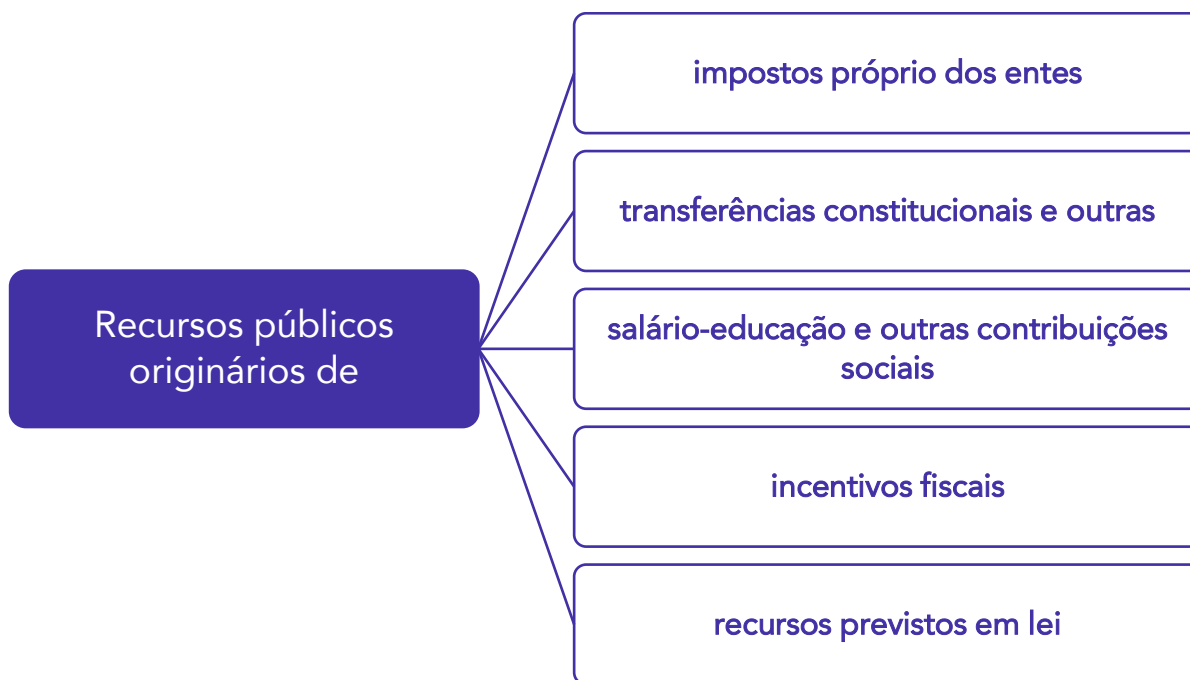 Recursos públicos
originários de
impostos próprio dos entes
transferências constitucionais e outras
salário-educação e outras contribuições
sociais
incentivos fiscais
recursos previstos em lei